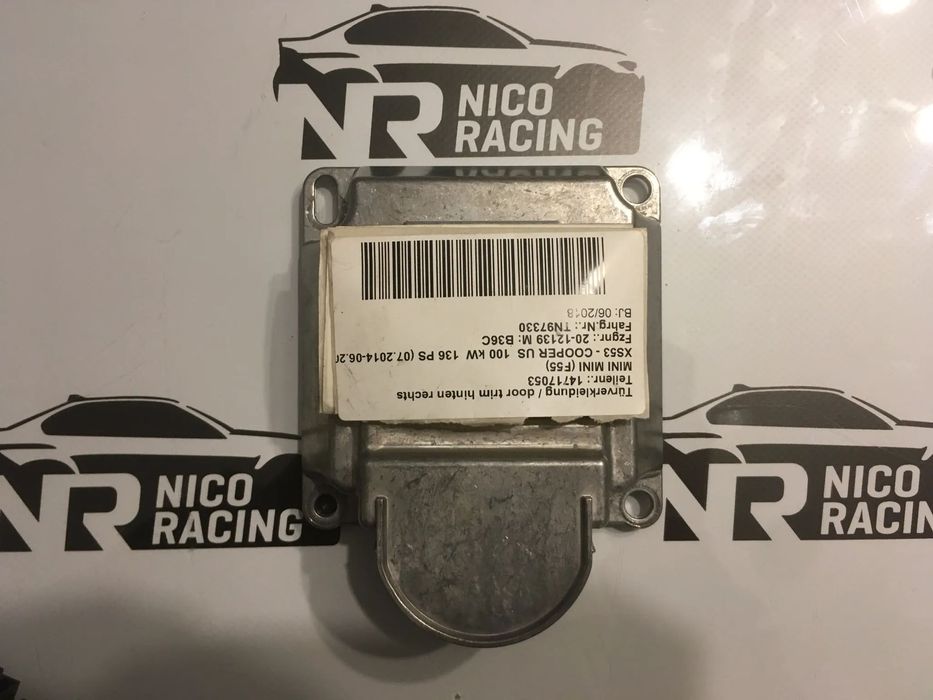 NR NICO RACING
Türverkleidung / door trim hinten rechts
Teilenr.: 14717053
MINI MINI (F55)
XS53 - COOPER US 100 kW 136 PS (07.2014-06.20
Fzgnr.: 20-12139 M: B36C
Fahrg.Nr.: TN97330
BJ: 06/2018
NR NICO RACING
NR NICO RACING